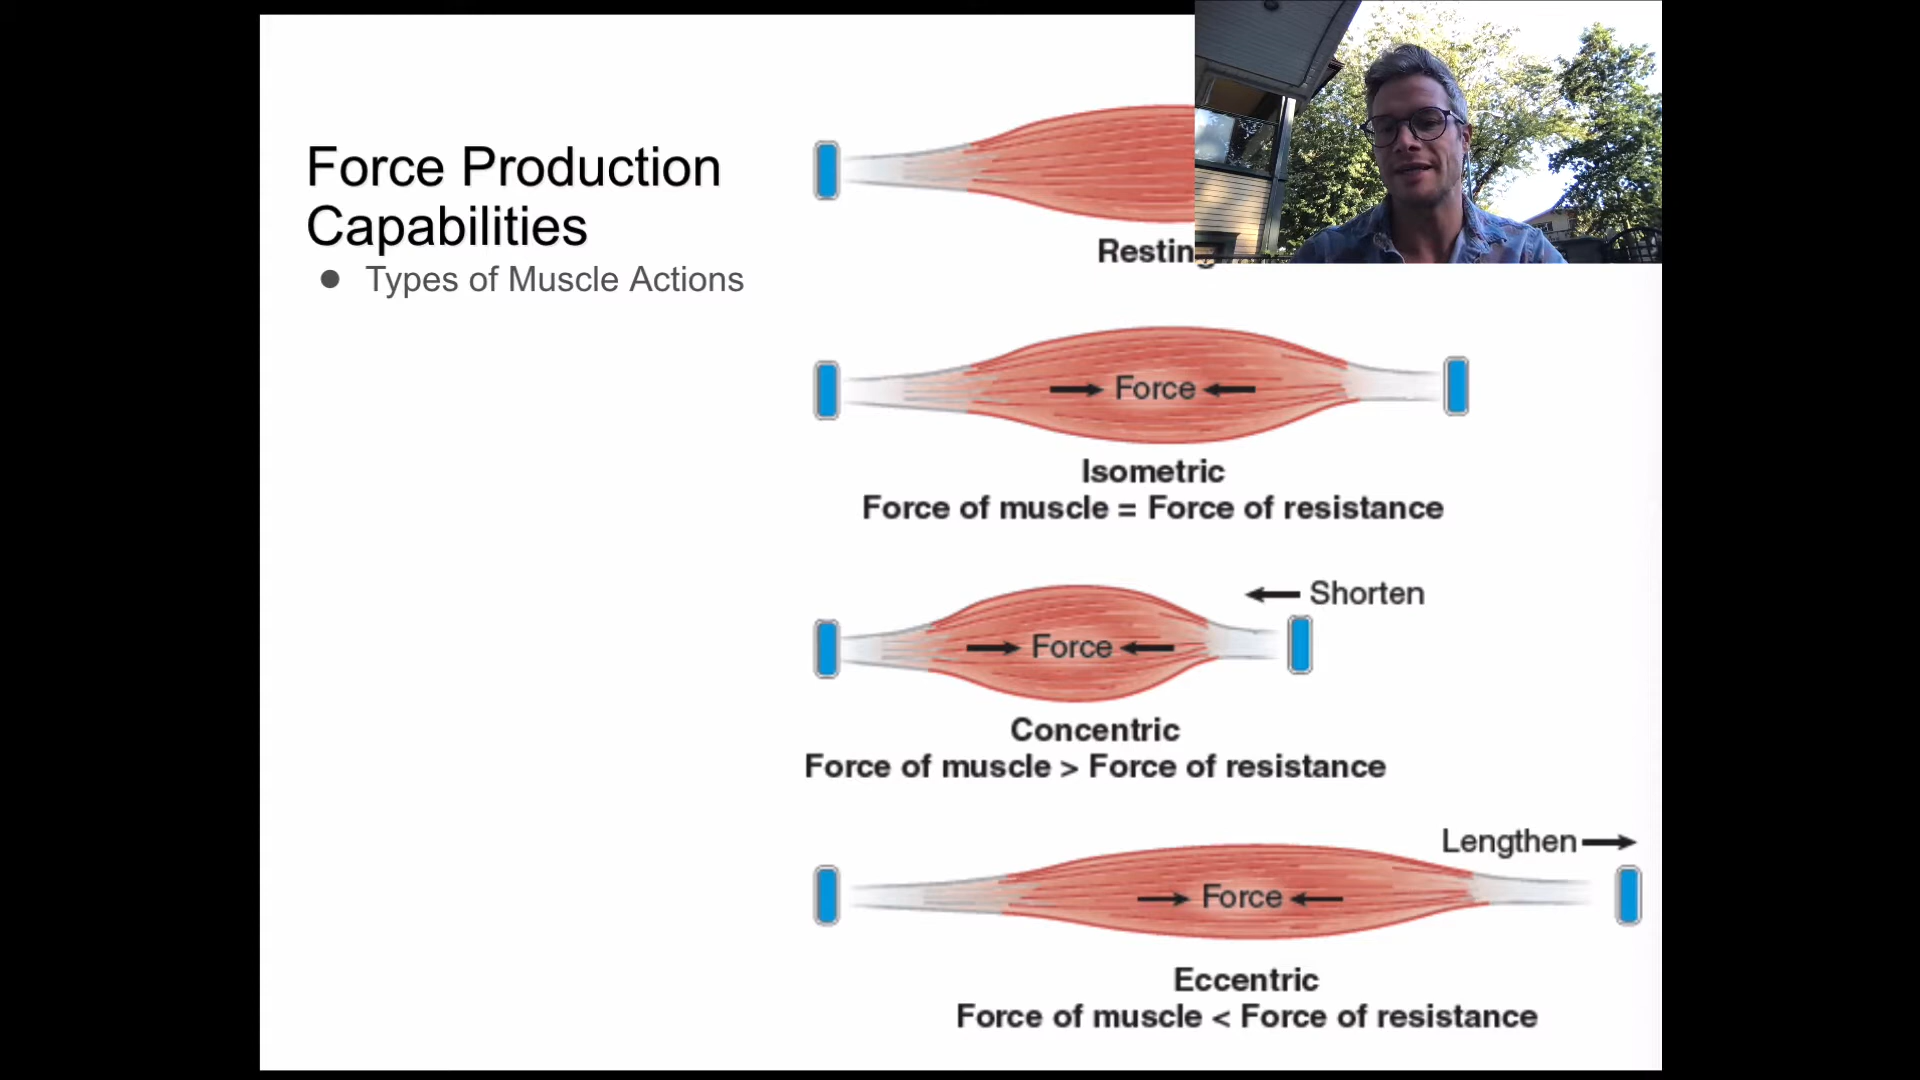 Force Production
Capabilities
● Types of Muscle Actions
Resting
Force
Isometric
Force of muscle = Force of resistance
Shorten
Force
Concentric
Force of muscle > Force of resistance
Lengthen
Force
Eccentric
Force of muscle < Force of resistance